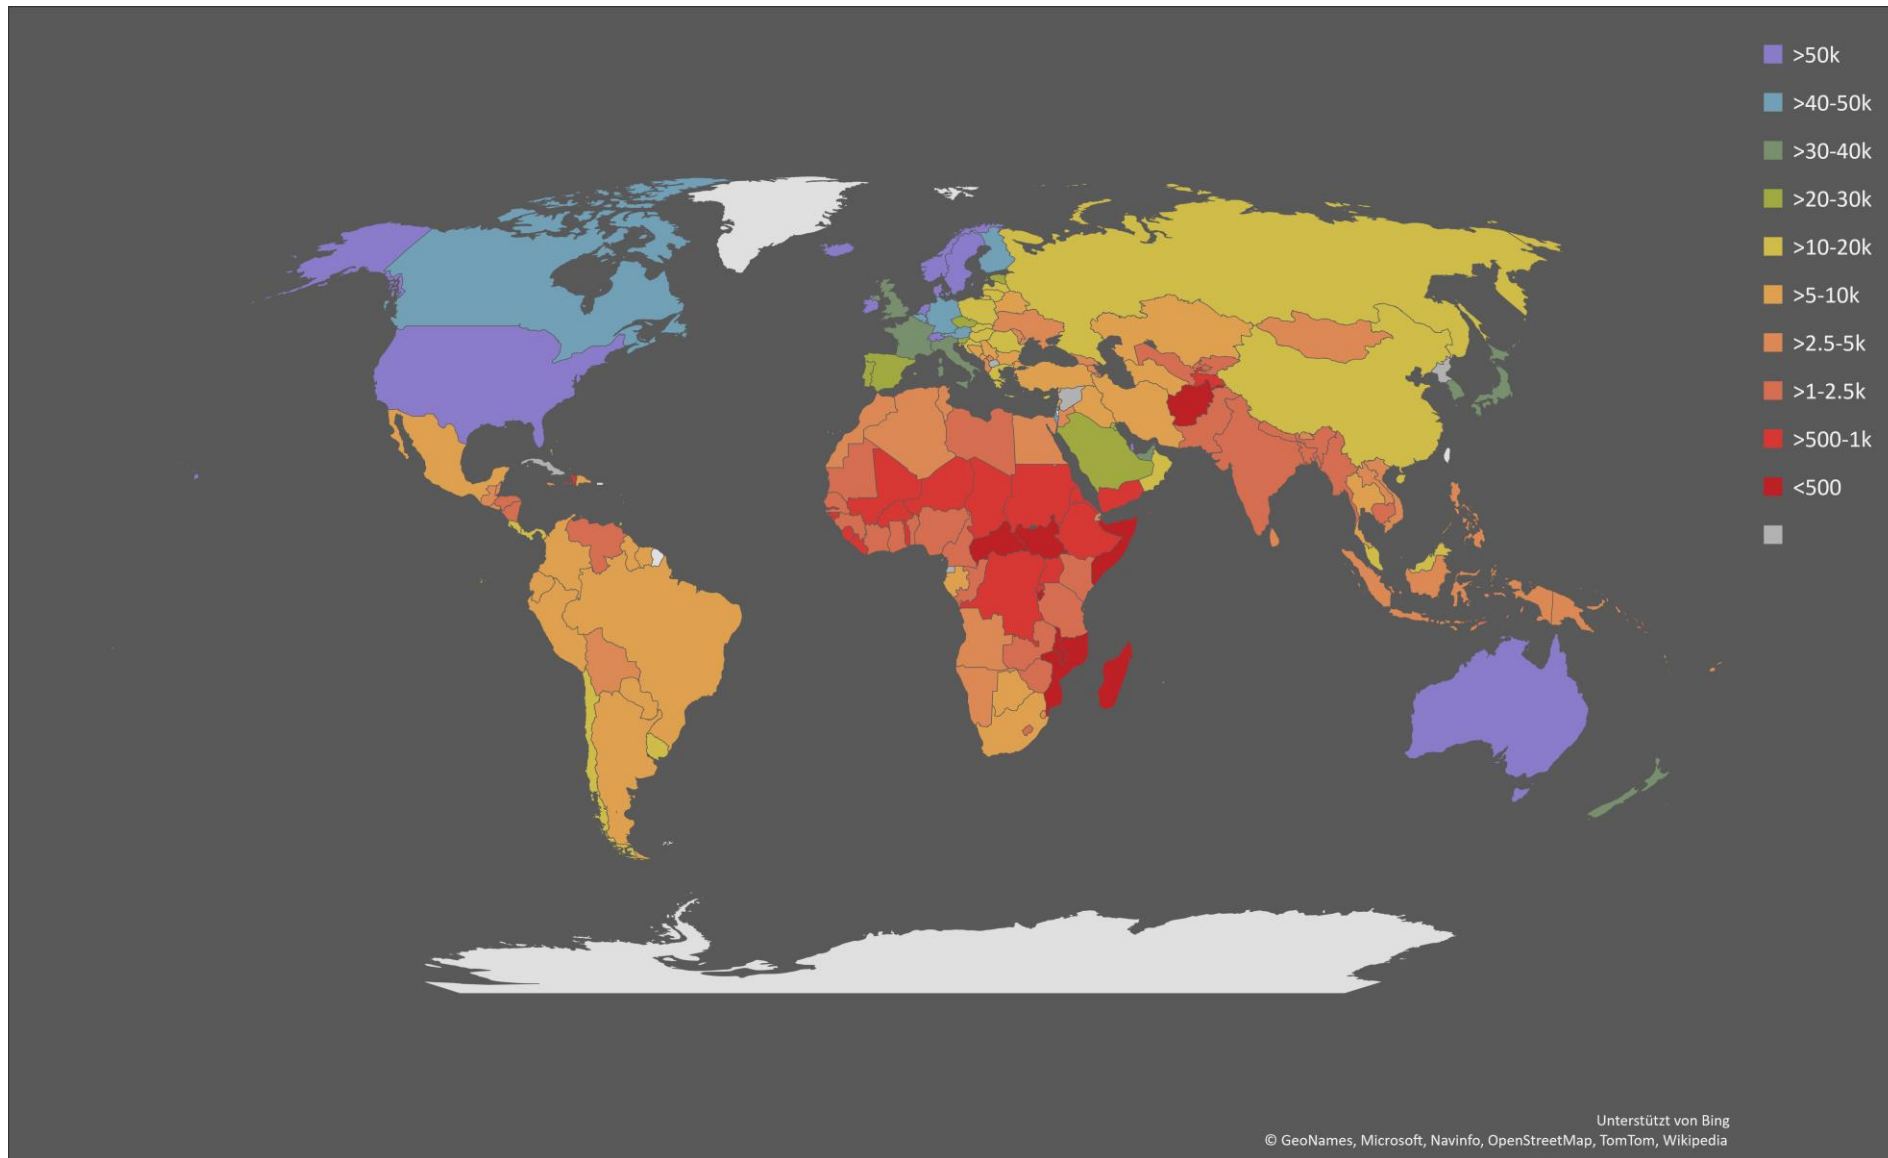 >50k
>40-50k
>30-40k
>20-30k
>10-20k
>5-10k
>2.5-5k
>1-2.5k
>500-1k
<500
Unterstützt von Bing
© GeoNames, Microsoft, Navinfo, OpenStreetMap, TomTom, Wikipedia